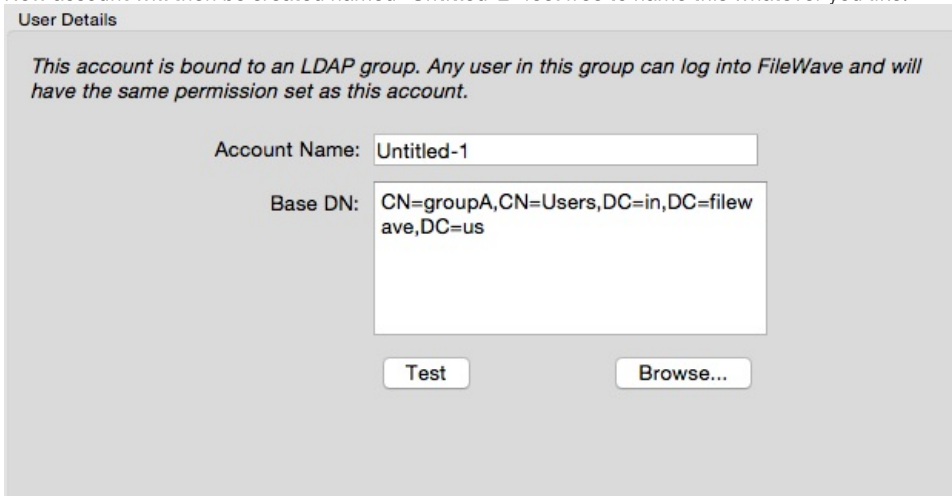 User Details
This account is bound to an LDAP group. Any user in this group can log into FileWave and will
have the same permission set as this account.
Account Name: Untitled-1
Base DN: CN=groupA,CN=Users,DC=in,DC=filew
ave,DC=us
Test Browse...